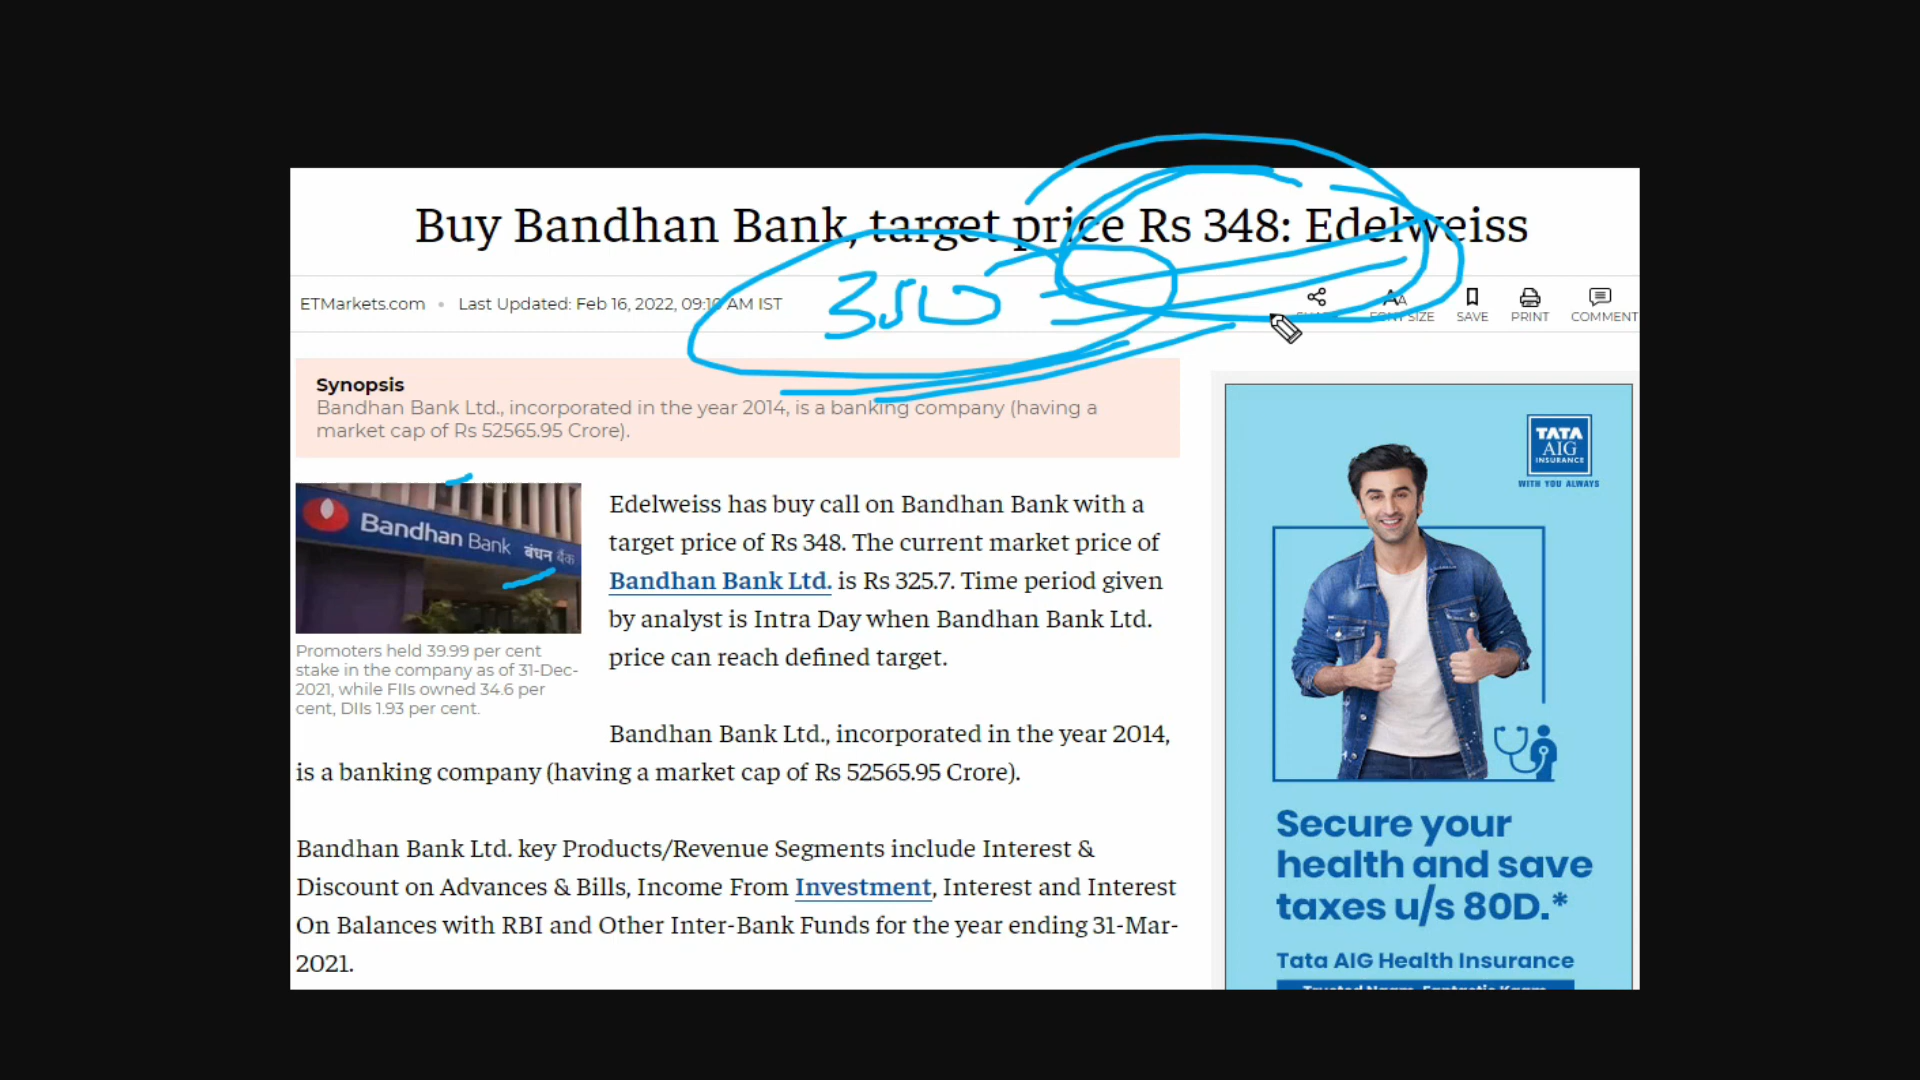 Buy Bandhan Bank, target price Rs 348: Edelweiss
ETMarkets.com • Last Updated: Feb 16, 2022, 09:10 AM IST
350
SHARE FONT SIZE SAVE PRINT COMMENT
Synopsis
Bandhan Bank Ltd., incorporated in the year 2014, is a banking company (having a
market cap of Rs 52565.95 Crore).
Bandhan Bank बंधन बैंक
Promoters held 39.99 per cent
stake in the company as of 31-Dec-
2021, while FIIs owned 34.6 per
cent, DIIs 1.93 per cent.
Edelweiss has buy call on Bandhan Bank with a
target price of Rs 348. The current market price of
Bandhan Bank Ltd. is Rs 325.7. Time period given
by analyst is Intra Day when Bandhan Bank Ltd.
price can reach defined target.
Bandhan Bank Ltd., incorporated in the year 2014,
is a banking company (having a market cap of Rs 52565.95 Crore).
Bandhan Bank Ltd. key Products/Revenue Segments include Interest &
Discount on Advances & Bills, Income From Investment, Interest and Interest
On Balances with RBI and Other Inter-Bank Funds for the year ending 31-Mar-
2021.
TATA
AIG
INSURANCE
WITH YOU ALWAYS
Secure your
health and save
taxes u/s 80D.*
Tata AIG Health Insurance